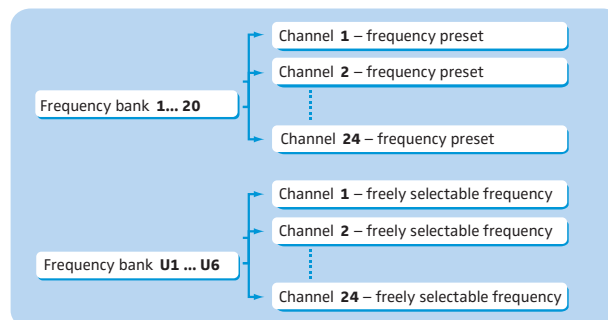 Channel 1 – frequency preset
Channel 2 – frequency preset
Frequency bank 1... 20
Channel 24 – frequency preset
Channel 1 – freely selectable frequency
Channel 2 – freely selectable frequency
Frequency bank U1 ... U6
Channel 24 – freely selectable frequency